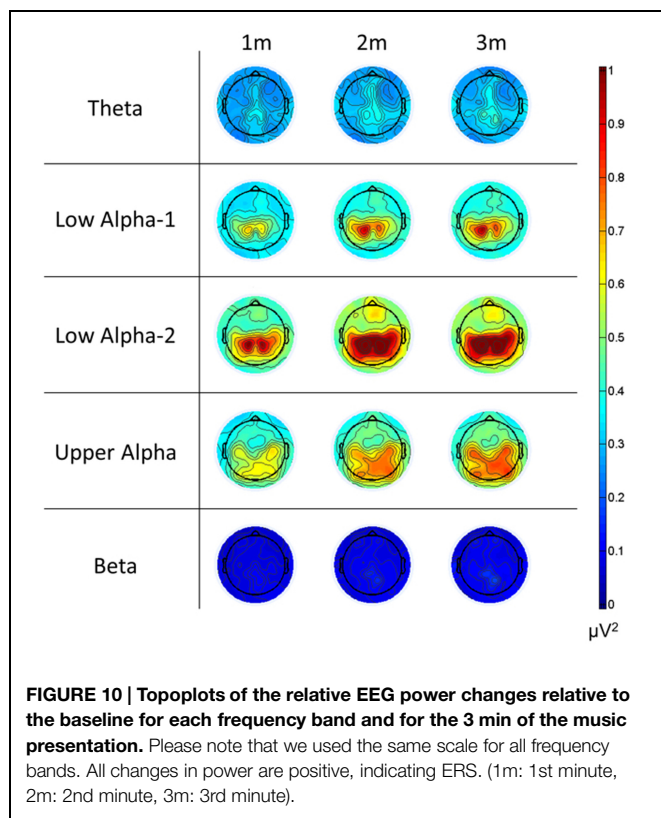 1m 2m 3m
Theta
Low Alpha-1
Low Alpha-2
Upper Alpha
Beta
1
0.9
0.8
0.7
0.6
0.5
0.4
0.3
0.2
0.1
0
μV²
FIGURE 10 | Topoplots of the relative EEG power changes relative to
the baseline for each frequency band and for the 3 min of the music
presentation. Please note that we used the same scale for all frequency
bands. All changes in power are positive, indicating ERS. (1m: 1st minute,
2m: 2nd minute, 3m: 3rd minute).